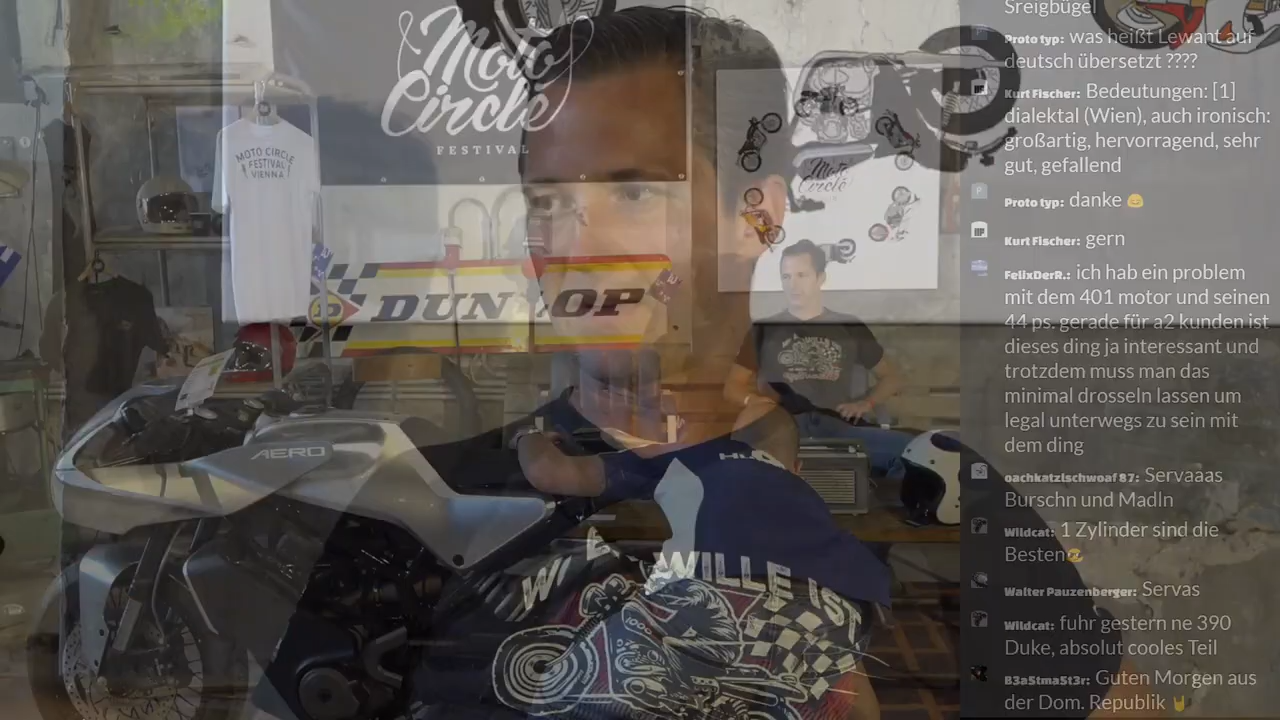 Moto
Circle
FESTIVAL
MOTO CIRCLE
FESTIVAL
VIENNA
Moto
Circle
DUNLOP
AERO
WILLE IS
Sreigbügel
Proto typ: was heißt Lewant auf
deutsch übersetzt ????
Kurt Fischer: Bedeutungen: [1]
dialektal (Wien), auch ironisch:
großartig, hervorragend, sehr
gut, gefallend
Proto typ: danke 😊
Kurt Fischer: gern
FelixDerR.: ich hab ein problem
mit dem 401 motor und seinen
44 ps. gerade für a2 kunden ist
dieses ding ja interessant und
trotzdem muss man das
minimal drosseln lassen um
legal unterwegs zu sein mit
dem ding
oachkatzlschwoaf87: Servaaas
Burschn und Madln
Wildcat: 1 Zylinder sind die
Besten
Walter Pauzenberger: Servas
Wildcat: fuhr gestern ne 390
Duke, absolut cooles Teil
B3aStmaSt3r: Guten Morgen aus
der Dom. Republik 🤘